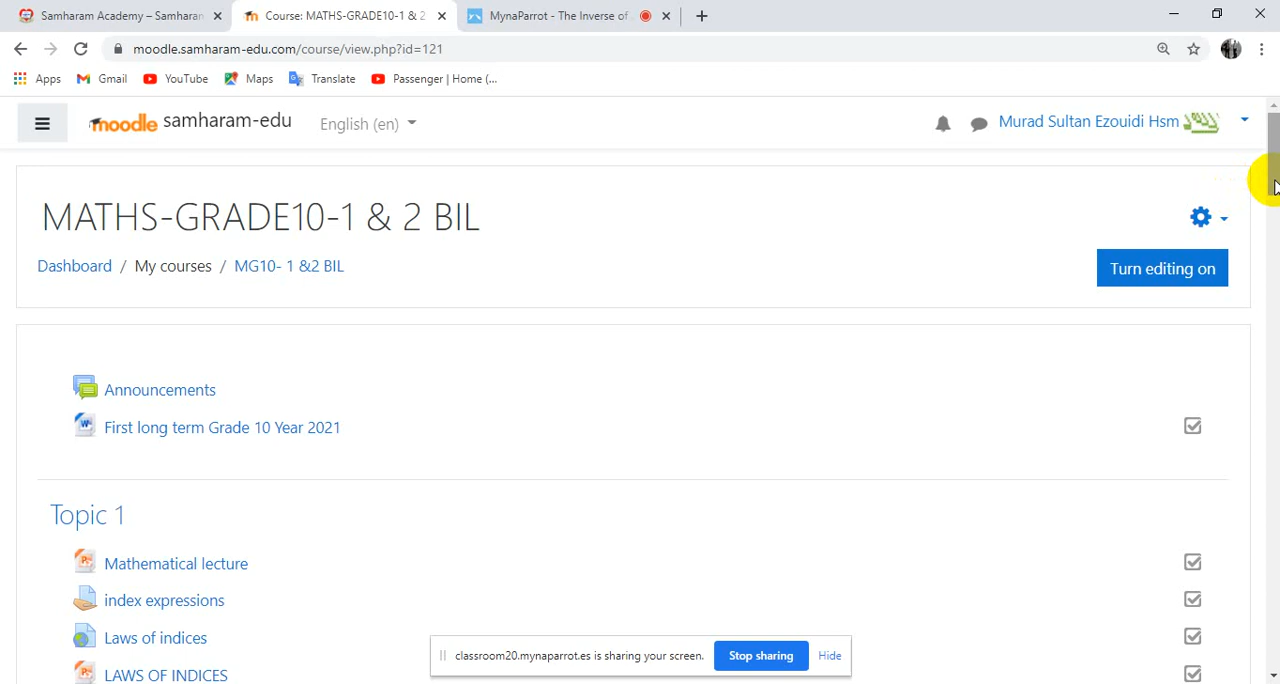 Samharam Academy – Samharan
Course: MATHS-GRADE10-1 & 2
MynaParrot - The Inverse of
moodle.samharam-edu.com/course/view.php?id=121
Apps Gmail YouTube Maps Translate Passenger | Home (...
moodle samharam-edu English (en) Murad Sultan Ezouidi Hsm
MATHS-GRADE10-1 & 2 BIL
Dashboard / My courses / MG10- 1 &2 BIL
Turn editing on
Announcements
First long term Grade 10 Year 2021
Topic 1
Mathematical lecture
index expressions
Laws of indices
LAWS OF INDICES
classroom20.mynaparrot.es is sharing your screen. Stop sharing Hide